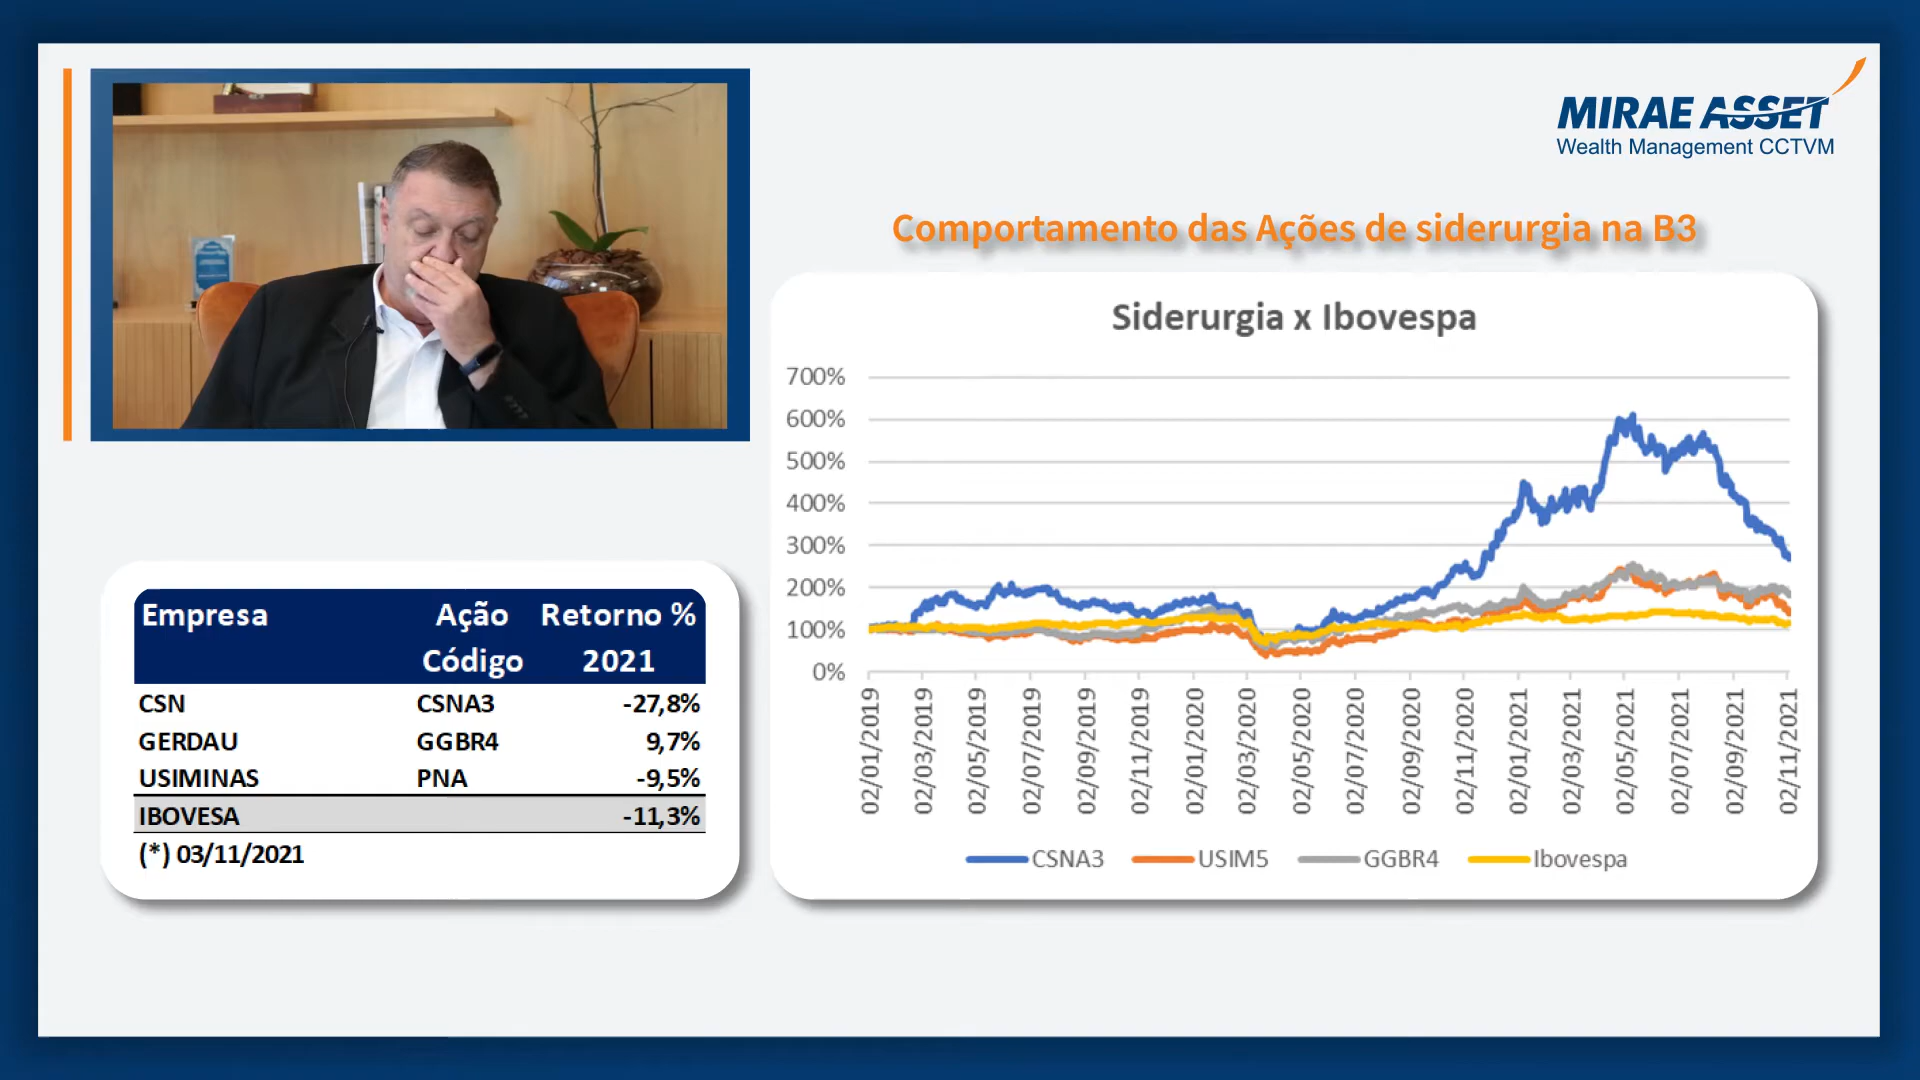 MIRAE ASSET
Wealth Management CCTVM
Comportamento das Ações de siderurgia na B3
Siderurgia x Ibovespa
700%
600%
500%
400%
300%
200%
100%
0%
02/01/2019
02/03/2019
02/05/2019
02/07/2019
02/09/2019
02/11/2019
02/01/2020
02/03/2020
02/05/2020
02/07/2020
02/09/2020
02/11/2020
02/01/2021
02/03/2021
02/05/2021
02/07/2021
02/09/2021
02/11/2021
CSNA3 USIM5 GGBR4 Ibovespa
Empresa Ação Retorno %
Código 2021
CSN CSNA3 -27,8%
GERDAU GGBR4 9,7%
USIMINAS PNA -9,5%
IBOVESA -11,3%
(*) 03/11/2021